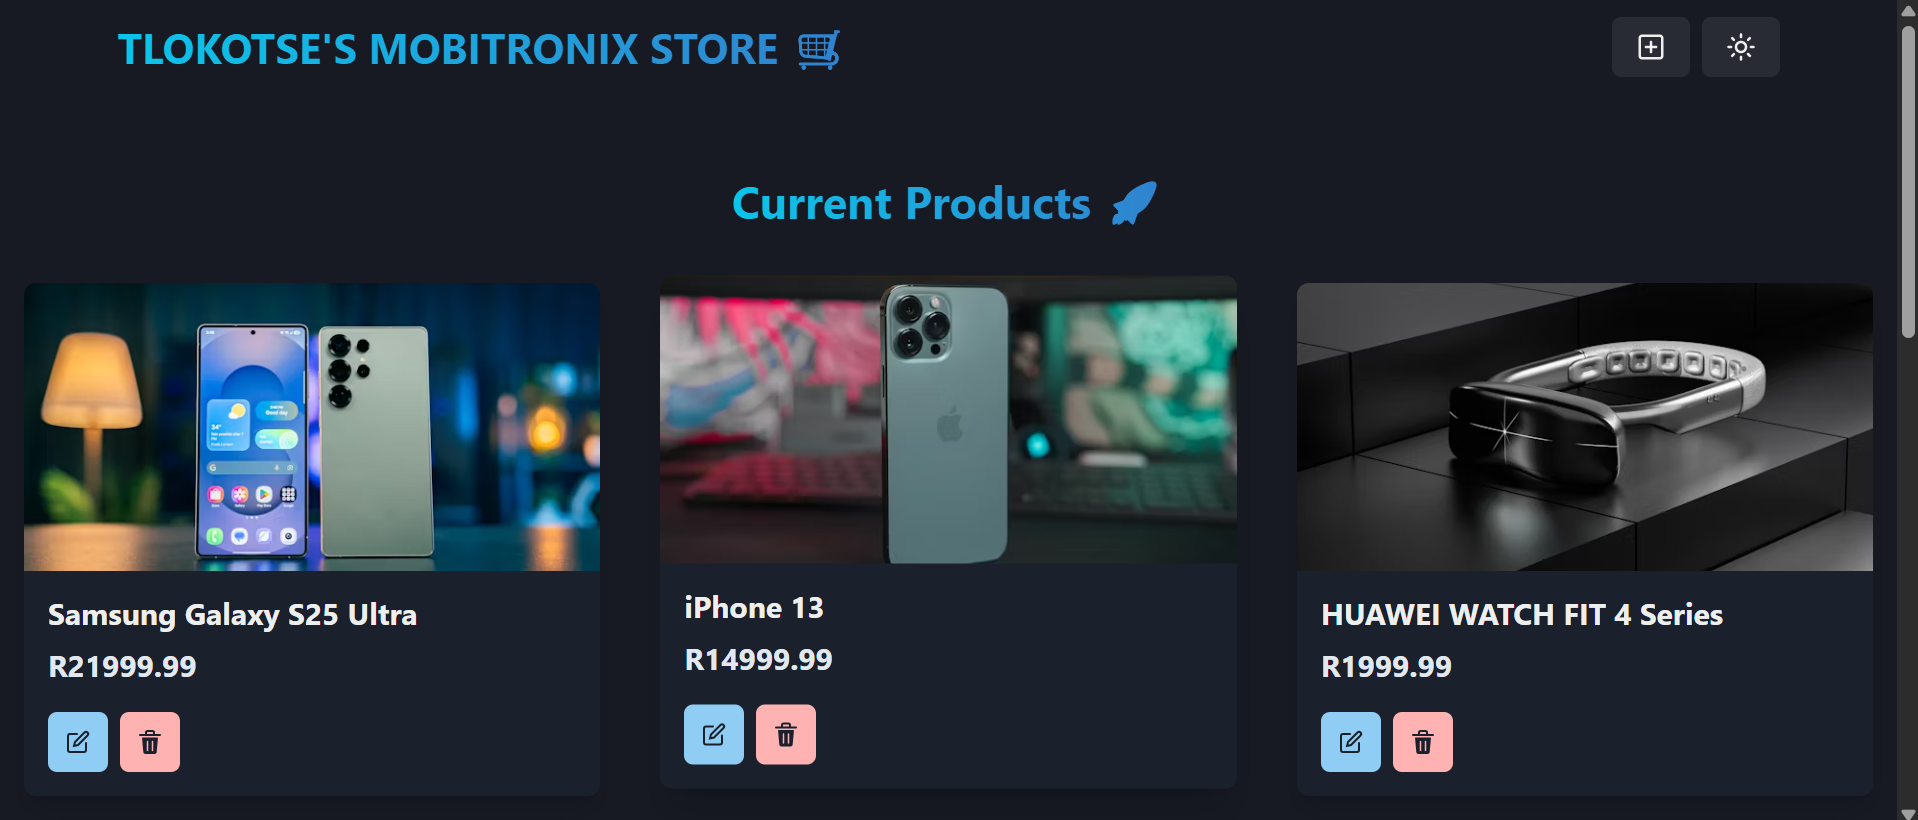 TLOKOTSE'S MOBITRONIX STORE
Current Products
Samsung Galaxy S25 Ultra
R21999.99
iPhone 13
R14999.99
HUAWEI WATCH FIT 4 Series
R1999.99